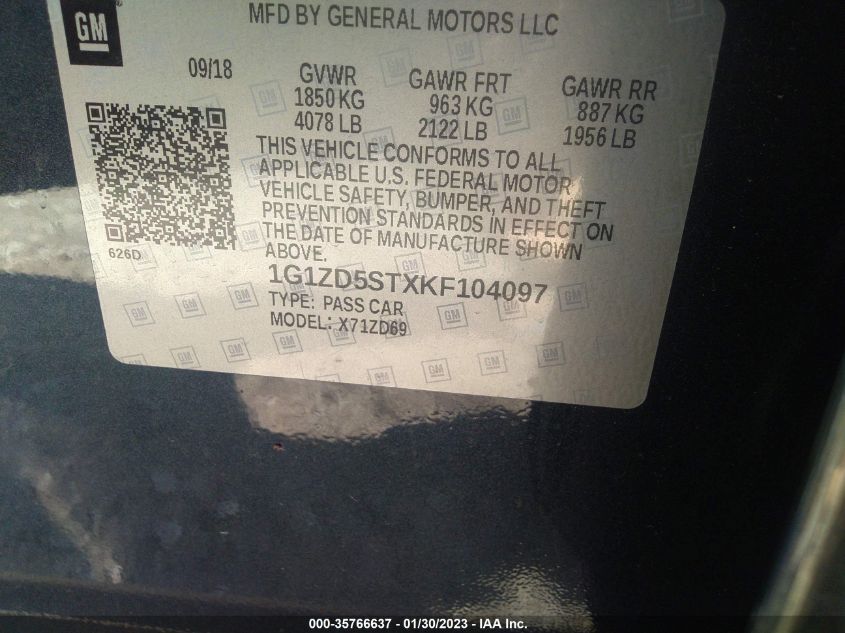 GM
MFD BY GENERAL MOTORS LLC
09/18
GVWR
1850 KG
4078 LB
GAWR FRT
963 KG
2122 LB
GAWR RR
887 KG
1956 LB
THIS VEHICLE CONFORMS TO ALL
APPLICABLE U.S. FEDERAL MOTOR
VEHICLE SAFETY, BUMPER, AND THEFT
PREVENTION STANDARDS IN EFFECT ON
THE DATE OF MANUFACTURE SHOWN
ABOVE.
626D
1G1ZD5STXKF104097
TYPE: PASS CAR
MODEL: X71ZD69
000-35766637 - 01/30/2023 - IAA Inc.